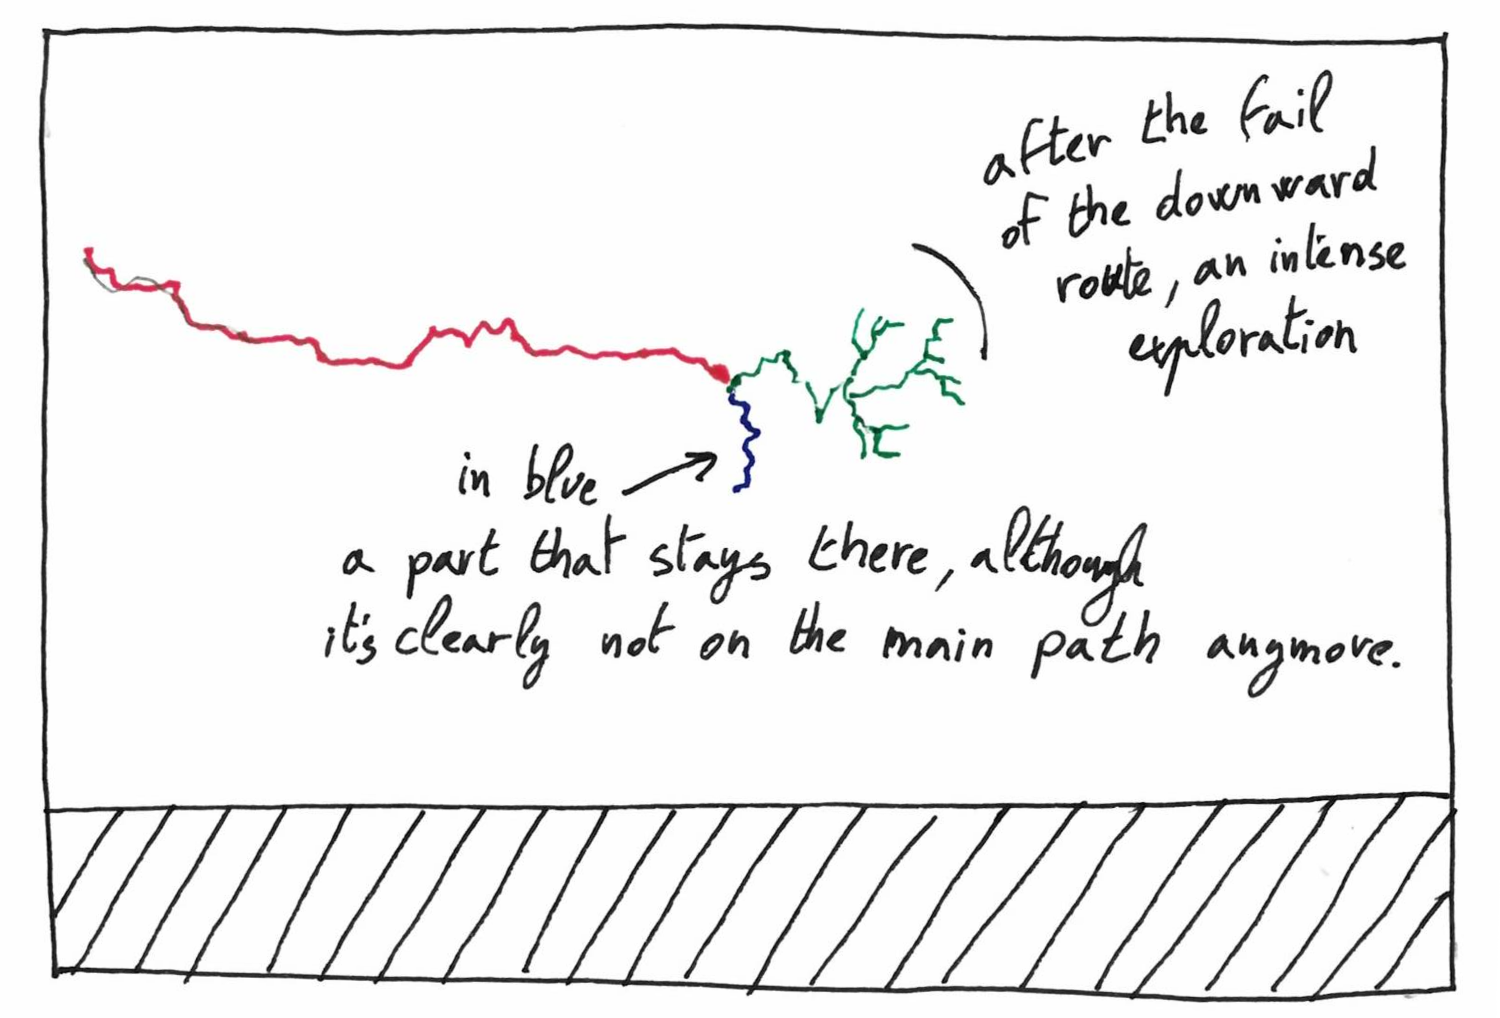 after the fail
of the downward
route, an intense
exploration
in blue
a part that stays there, although
it's clearly not on the main path anymore.